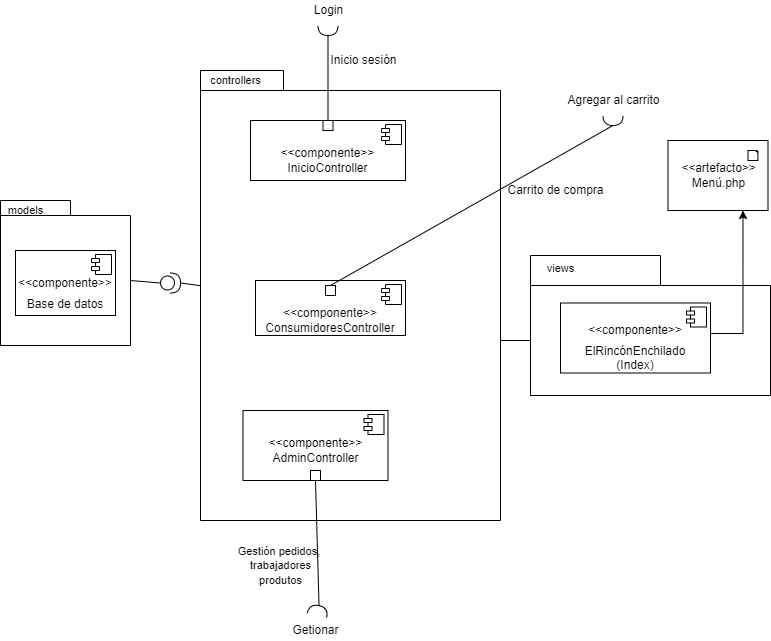 Login
Inicio sesión
controllers
<<componente>>
InicioController
Agregar al carrito
<<artefacto>>
Menú.php
Carrito de compra
models
<<componente>>
Base de datos
<<componente>>
ConsumidoresController
views
<<componente>>
ElRincónEnchilado
(Index)
<<componente>>
AdminController
Gestión pedidos,
trabajadores
produtos
Getionar